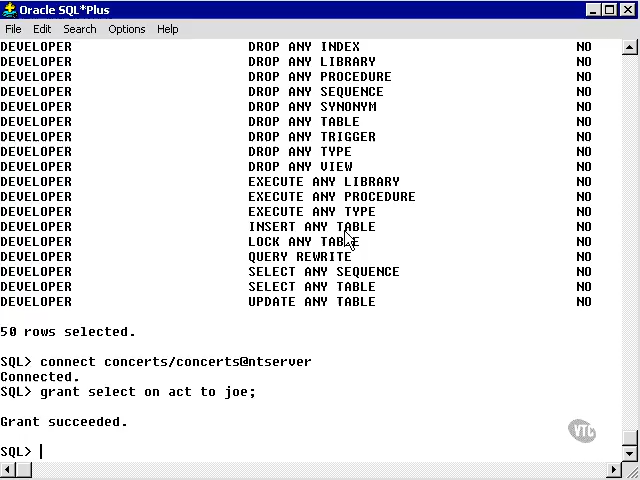 Oracle SQL*Plus
File Edit Search Options Help
DEVELOPER DROP ANY INDEX NO
DEVELOPER DROP ANY LIBRARY NO
DEVELOPER DROP ANY PROCEDURE NO
DEVELOPER DROP ANY SEQUENCE NO
DEVELOPER DROP ANY SYNONYM NO
DEVELOPER DROP ANY TABLE NO
DEVELOPER DROP ANY TRIGGER NO
DEVELOPER DROP ANY TYPE NO
DEVELOPER DROP ANY VIEW NO
DEVELOPER EXECUTE ANY LIBRARY NO
DEVELOPER EXECUTE ANY PROCEDURE NO
DEVELOPER EXECUTE ANY TYPE NO
DEVELOPER INSERT ANY TABLE NO
DEVELOPER LOCK ANY TABLE NO
DEVELOPER QUERY REWRITE NO
DEVELOPER SELECT ANY SEQUENCE NO
DEVELOPER SELECT ANY TABLE NO
DEVELOPER UPDATE ANY TABLE NO
50 rows selected.
SQL> connect concerts/concerts@ntserver
Connected.
SQL> grant select on act to joe;
Grant succeeded.
VTC
SQL>